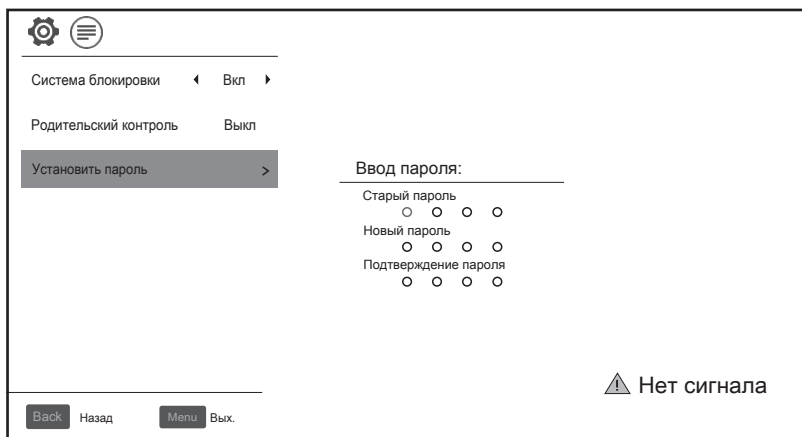 Система блокировки Вкл
Родительский контроль Выкл
Установить пароль >
Ввод пароля:
Старый пароль
Новый пароль
Подтверждение пароля
Нет сигнала
Back Назад Menu Вых.